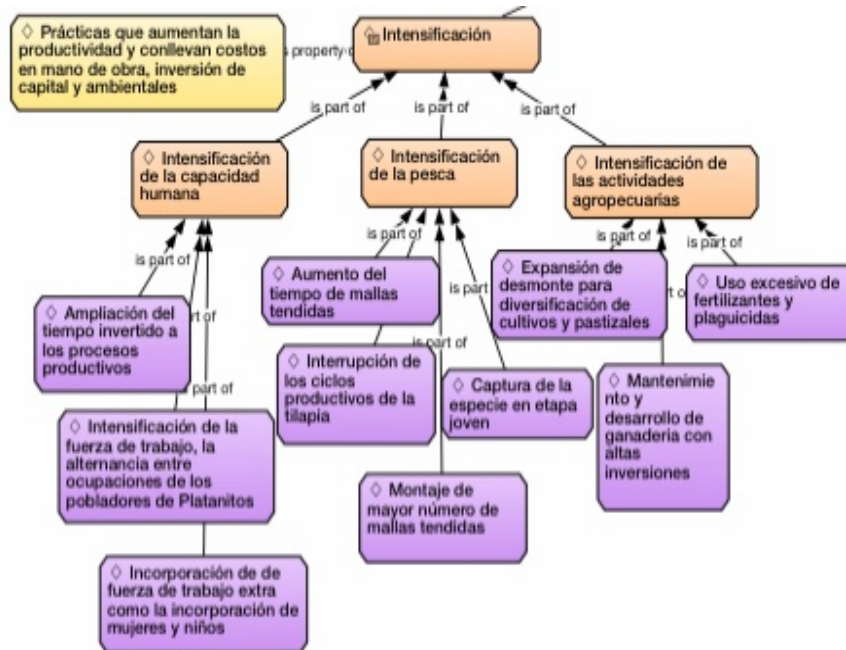 Prácticas que aumentan la
productividad y conllevan costos
en mano de obra, inversión de
capital y ambientales
is property
Intensificación
is part of
is part of
is part of
Intensificación
de la capacidad
humana
Intensificación
de la pesca
Intensificación de
las actividades
agropecuarias
is part of
is part of
is part of
is part of
Aumento del
tiempo de mallas
tendidas
is part
Expansión de
desmonte para
diversificación de
cultivos y pastizales
Uso excesivo de
fertilizantes y
plaguicidas
Ampliación del
tiempo invertido a
los procesos
productivos
art of
rt o
is part of
Interrupción de
los ciclos
productivos de la
tilapia
Captura de la
especie en etapa
joven
Mantenimie
nto y
desarrollo de
ganadería con
altas
inversiones
s part of
Intensificación de la
fuerza de trabajo, la
alternancia entre
ocupaciones de los
pobladores de Platanitos
Montaje de
mayor número de
mallas tendidas
Incorporación de de
fuerza de trabajo extra
como la incorporación de
mujeres y niños